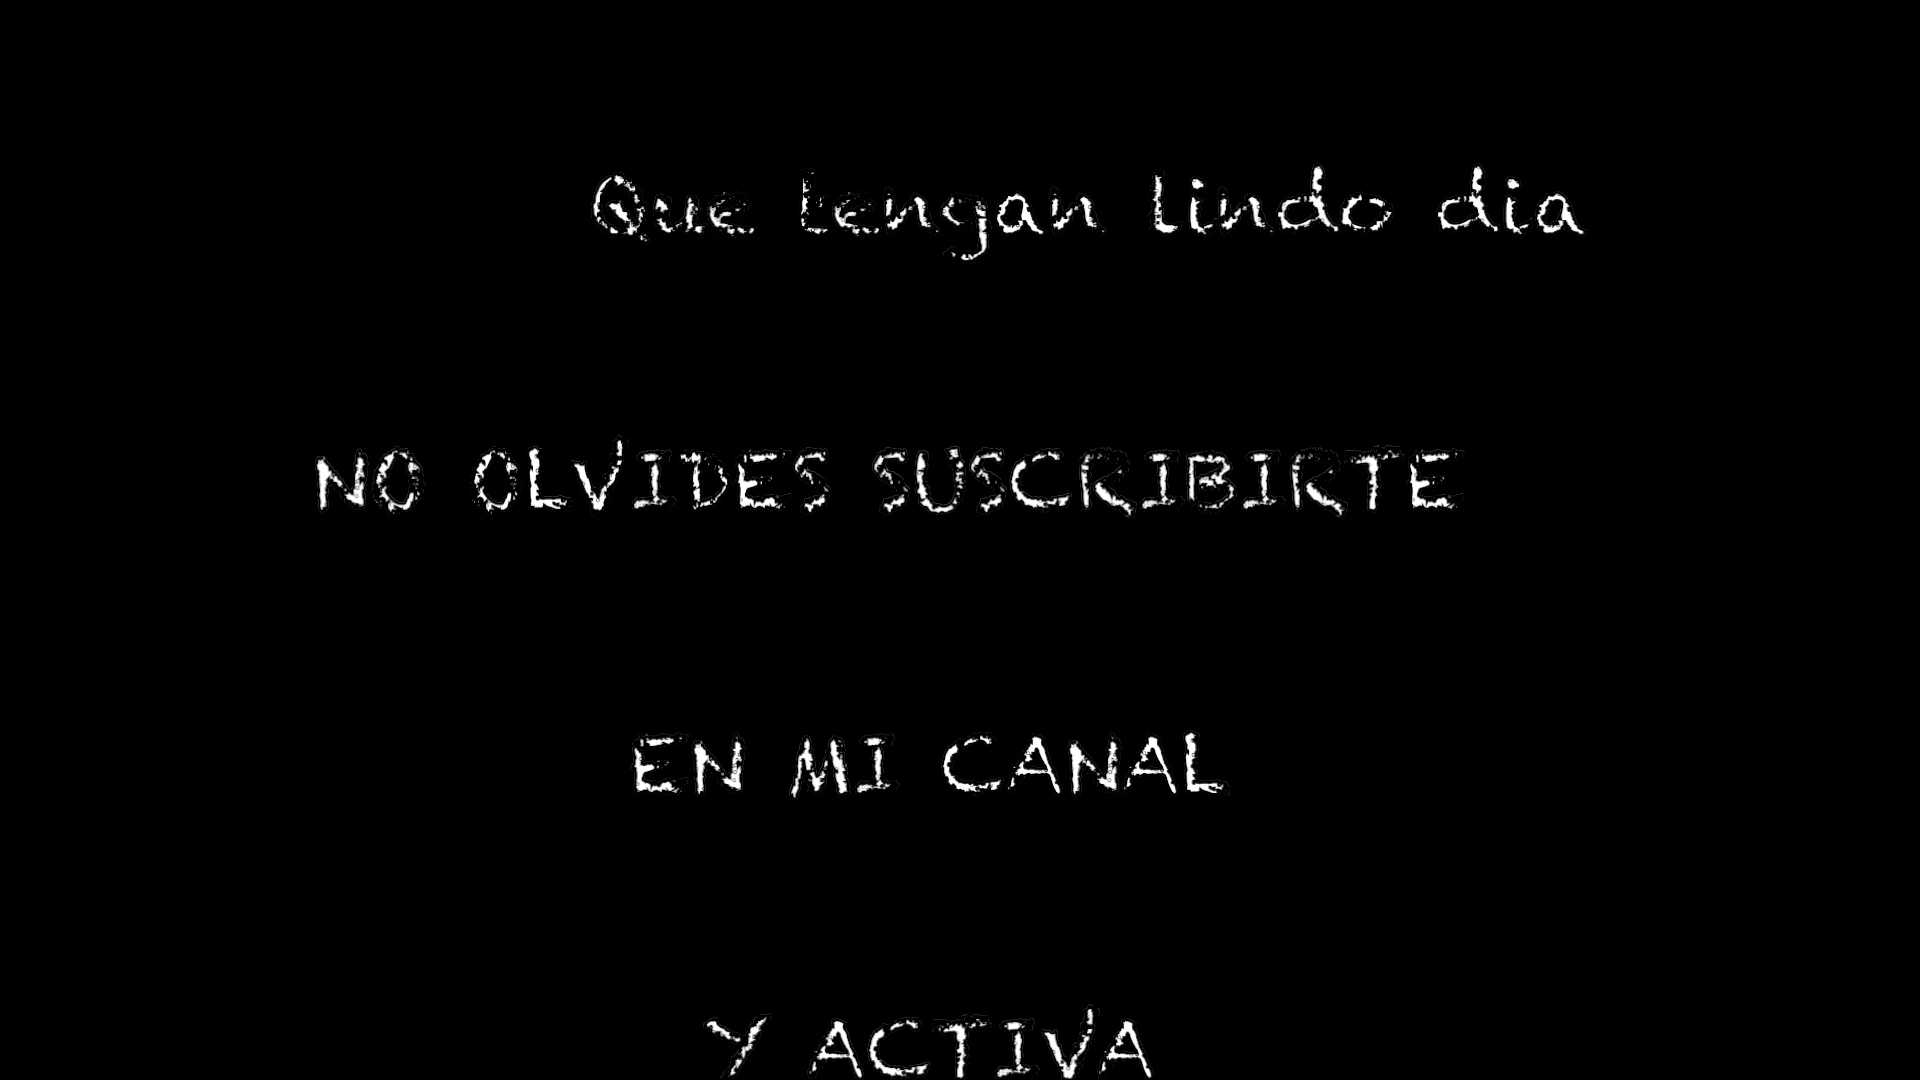 Que tengan lindo dia
NO OLVIDES SUSCRIBIRTE
EN MI CANAL
Y ACTIVA